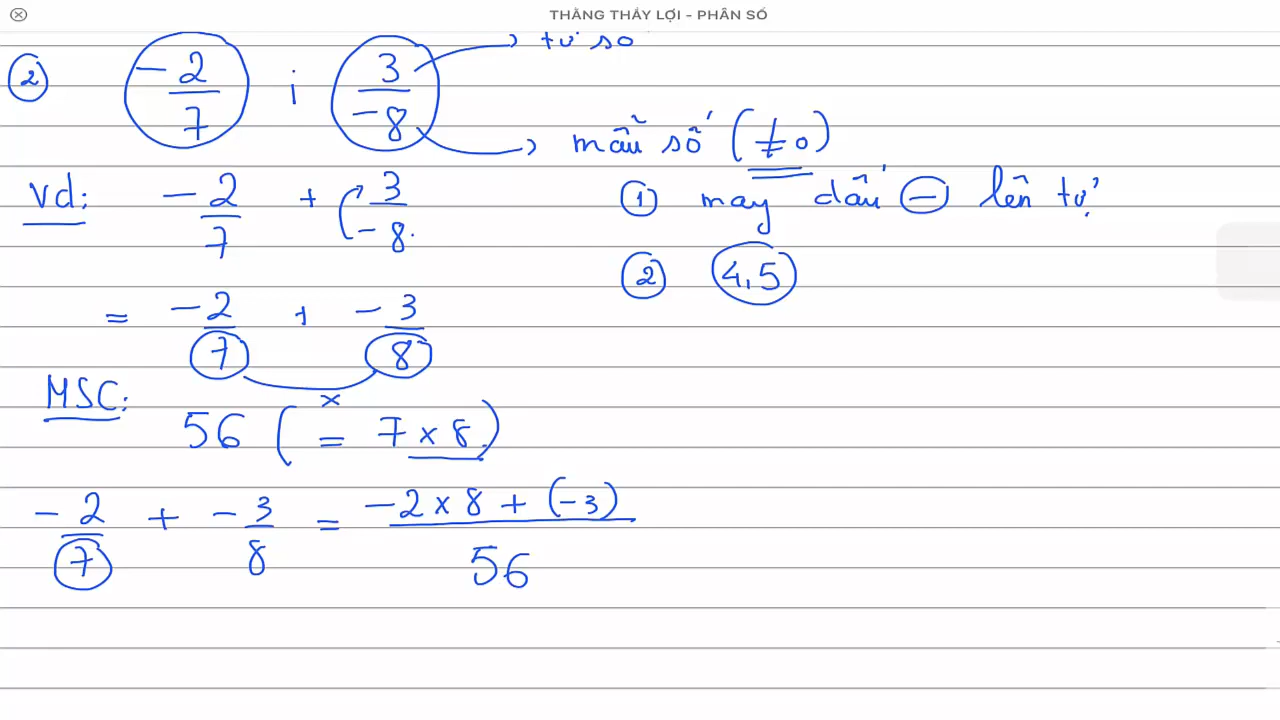 THẰNG THẦY LỢI - PHÂN SỐ
tử số
② -2/7 ; 3/-8
mẫu số (≠0)
Vd: -2/7 + 3/-8
① may dấu ⊖ lên tử
② 4,5
= -2/7 + -3/8
MSC:
×
56 (= 7 × 8)
-2/7 + -3/8 = -2 × 8 + (-3)/56